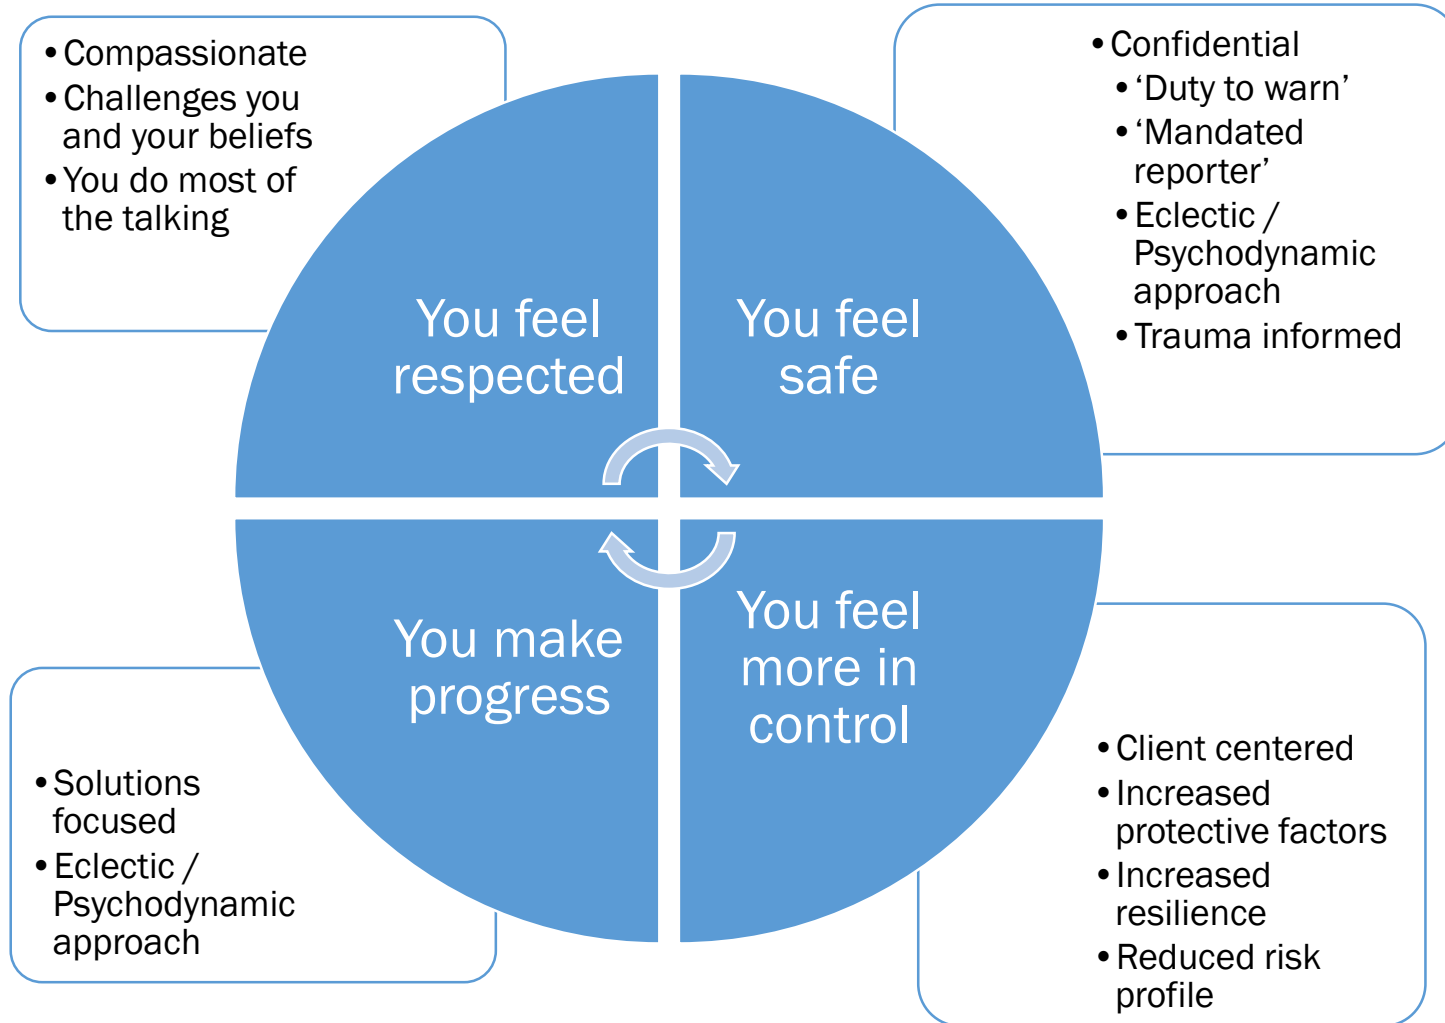 • Compassionate
• Challenges you
and your beliefs
• You do most of
the talking
• Confidential
• ‘Duty to warn’
• ‘Mandated
reporter’
• Eclectic /
Psychodynamic
approach
• Trauma informed
You feel
respected
You feel
safe
You make
progress
You feel
more in
control
• Solutions
focused
• Eclectic /
Psychodynamic
approach
• Client centered
• Increased
protective factors
• Increased
resilience
• Reduced risk
profile